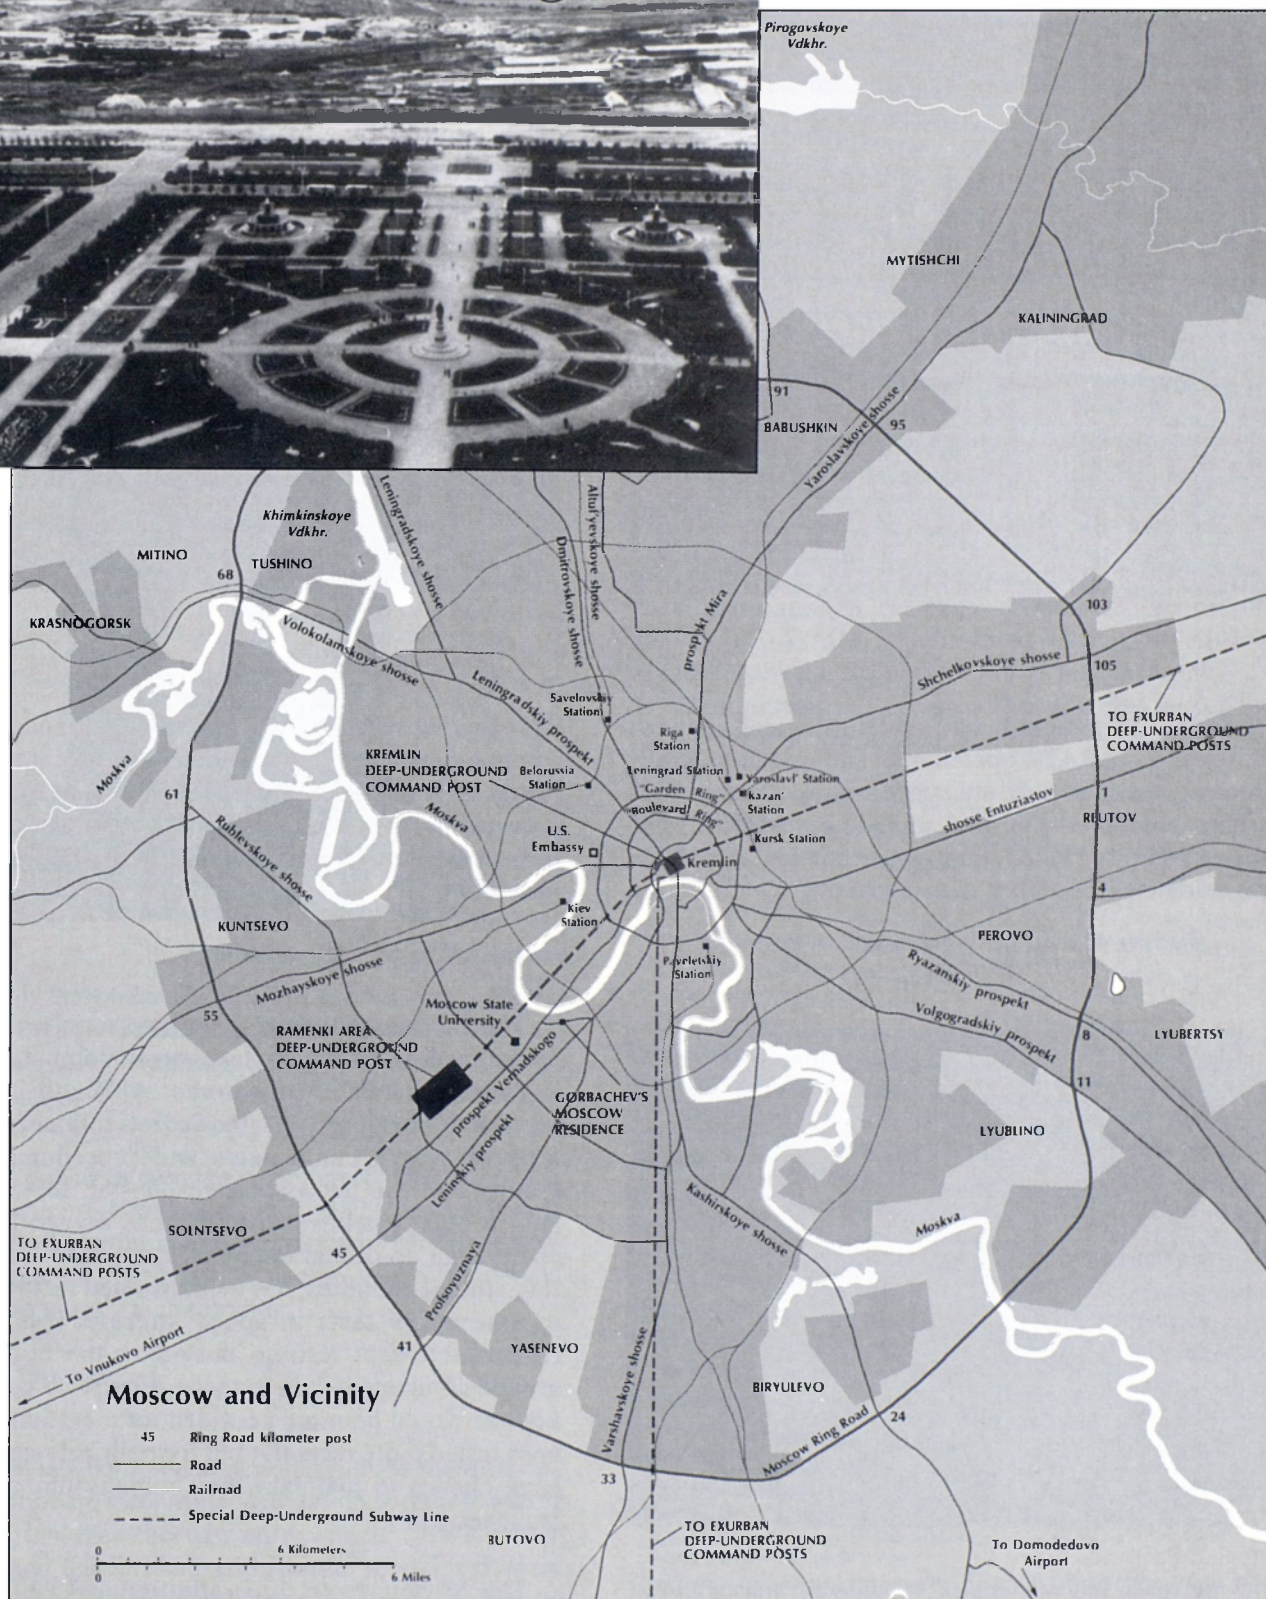 Pirogovskoye
Vdkhr.
MYTISHCHI
KALININGRAD
91
BABUSHKIN
95
Yaroslavskoye shosse
Khimkinskoye
Vdkhr.
Leningradskoye shosse
Altuf'yevskoye shosse
Dmitrovskoye shosse
MITINO
TUSHINO
68
KRASNOGORSK
Volokolamskoye shosse
prospekt Mira
103
105
Shchelkovskoye shosse
Leningradskiy prospekt
Savelovskiy
Station
Riga
Station
TO EXURBAN
DEEP-UNDERGROUND
COMMAND POSTS
Moskva
KREMLIN
DEEP-UNDERGROUND
COMMAND POST
Belorussia
Station
Leningrad Station
Yaroslavl' Station
"Garden Ring"
Kazan'
Station
"Boulevard Ring"
61
Moskva
1
REUTOV
shosse Entuziastov
Rublevskoye shosse
U.S.
Embassy
Kursk Station
Kremlin
4
Kiev
Station
KUNTSEVO
PEROVO
Paveletskiy
Station
Ryazanskiy prospekt
Mozhayskoye shosse
Moscow State
University
Volgogradskiy prospekt
55
8
LYUBERTSY
RAMENKI AREA
DEEP-UNDERGROUND
COMMAND POST
11
prospekt Vernadskogo
GORBACHEV'S
MOSCOW
RESIDENCE
LYUBLINO
Leninskiy prospekt
Kashirskoye shosse
Moskva
SOLNTSEVO
TO EXURBAN
DEEP-UNDERGROUND
COMMAND POSTS
45
Profsoyuznaya
41
YASENEVO
To Vnukovo Airport
Varshavskoye shosse
BIRYULEVO
24
Moscow Ring Road
33
Moscow and Vicinity
45 Ring Road kilometer post
Road
Railroad
Special Deep-Underground Subway Line
0 6 Kilometers
0 6 Miles
BUTOVO
TO EXURBAN
DEEP-UNDERGROUND
COMMAND POSTS
To Domodedovo
Airport